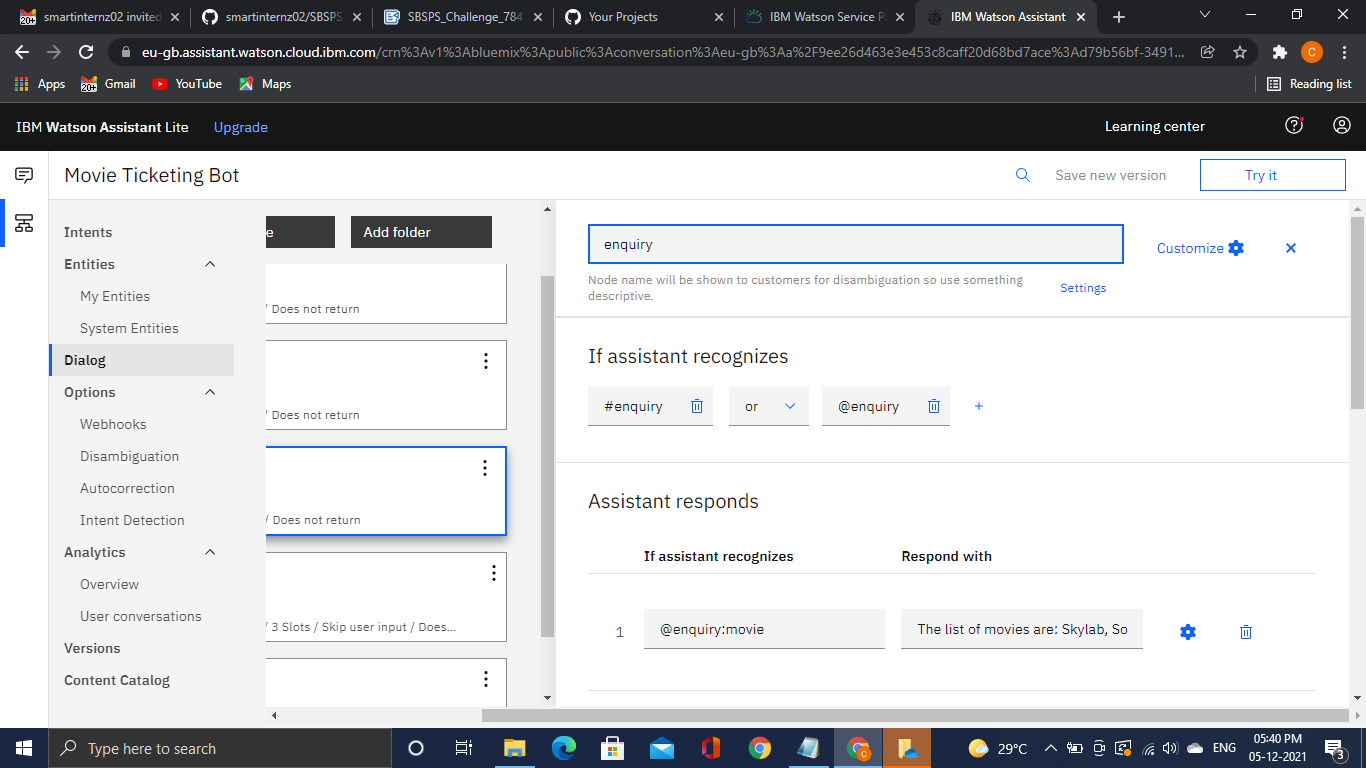 smartinternz02 invited
smartinternz02/SBSPS
SBSPS_Challenge_784
Your Projects
IBM Watson Service Pa
IBM Watson Assistant
eu-gb.assistant.watson.cloud.ibm.com/crn%3Av1%3Abluemix%3Apublic%3Aconversation%3Aeu-gb%3Aa%2F9ee26d463e3e453c8caff20d68bd7ace%3Ad79b56bf-3491...
C
Apps
20+
Gmail
YouTube
Maps
Reading list
IBM Watson Assistant Lite
Upgrade
Learning center
Movie Ticketing Bot
Save new version
Try it
Intents
Entities
My Entities
System Entities
Dialog
Options
Webhooks
Disambiguation
Autocorrection
Intent Detection
Analytics
Overview
User conversations
Versions
Content Catalog
e
Add folder
/ Does not return
/ Does not return
/ Does not return
/ 3 Slots / Skip user input / Does...
enquiry
Customize
Node name will be shown to customers for disambiguation so use something
descriptive.
Settings
If assistant recognizes
#enquiry
or
@enquiry
+
Assistant responds
If assistant recognizes
Respond with
1
@enquiry:movie
The list of movies are: Skylab, So
Type here to search
29°C
ENG
05:40 PM
05-12-2021
3